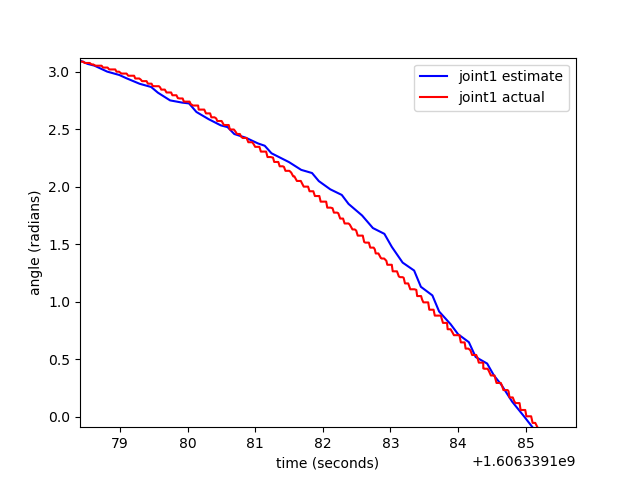 joint1 estimate
joint1 actual
angle (radians)
3.0
2.5
2.0
1.5
1.0
0.5
0.0
79 80 81 82 83 84 85
time (seconds)
+1.6063391e9